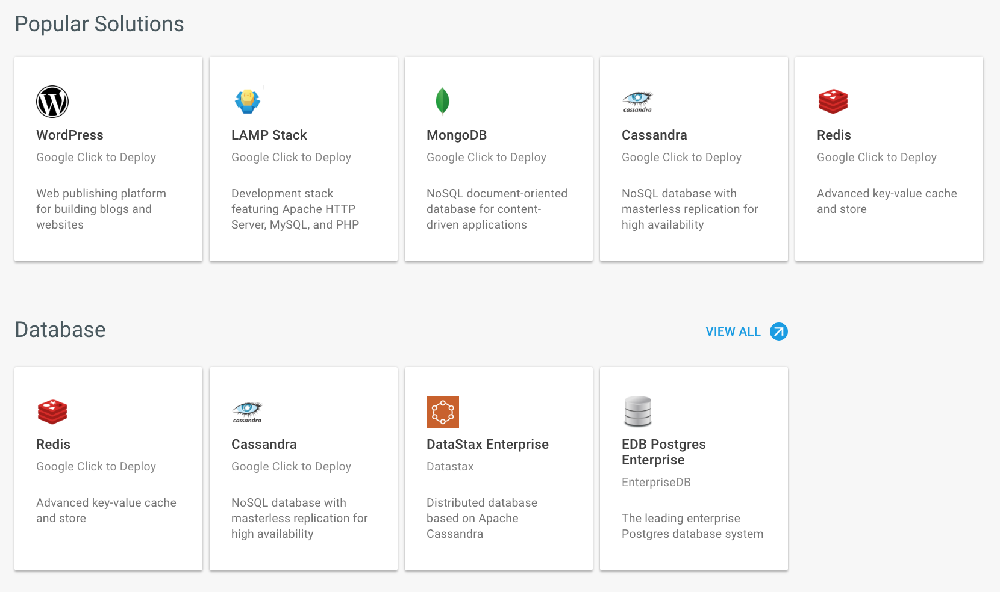 Popular Solutions
WordPress
Google Click to Deploy
Web publishing platform
for building blogs and
websites
LAMP Stack
Google Click to Deploy
Development stack
featuring Apache HTTP
Server, MySQL, and PHP
MongoDB
Google Click to Deploy
NoSQL document-oriented
database for content-
driven applications
cassandra
Cassandra
Google Click to Deploy
NoSQL database with
masterless replication for
high availability
Redis
Google Click to Deploy
Advanced key-value cache
and store
Database
VIEW ALL
Redis
Google Click to Deploy
Advanced key-value cache
and store
cassandra
Cassandra
Google Click to Deploy
NoSQL database with
masterless replication for
high availability
DataStax Enterprise
Datastax
Distributed database
based on Apache
Cassandra
EDB Postgres
Enterprise
EnterpriseDB
The leading enterprise
Postgres database system